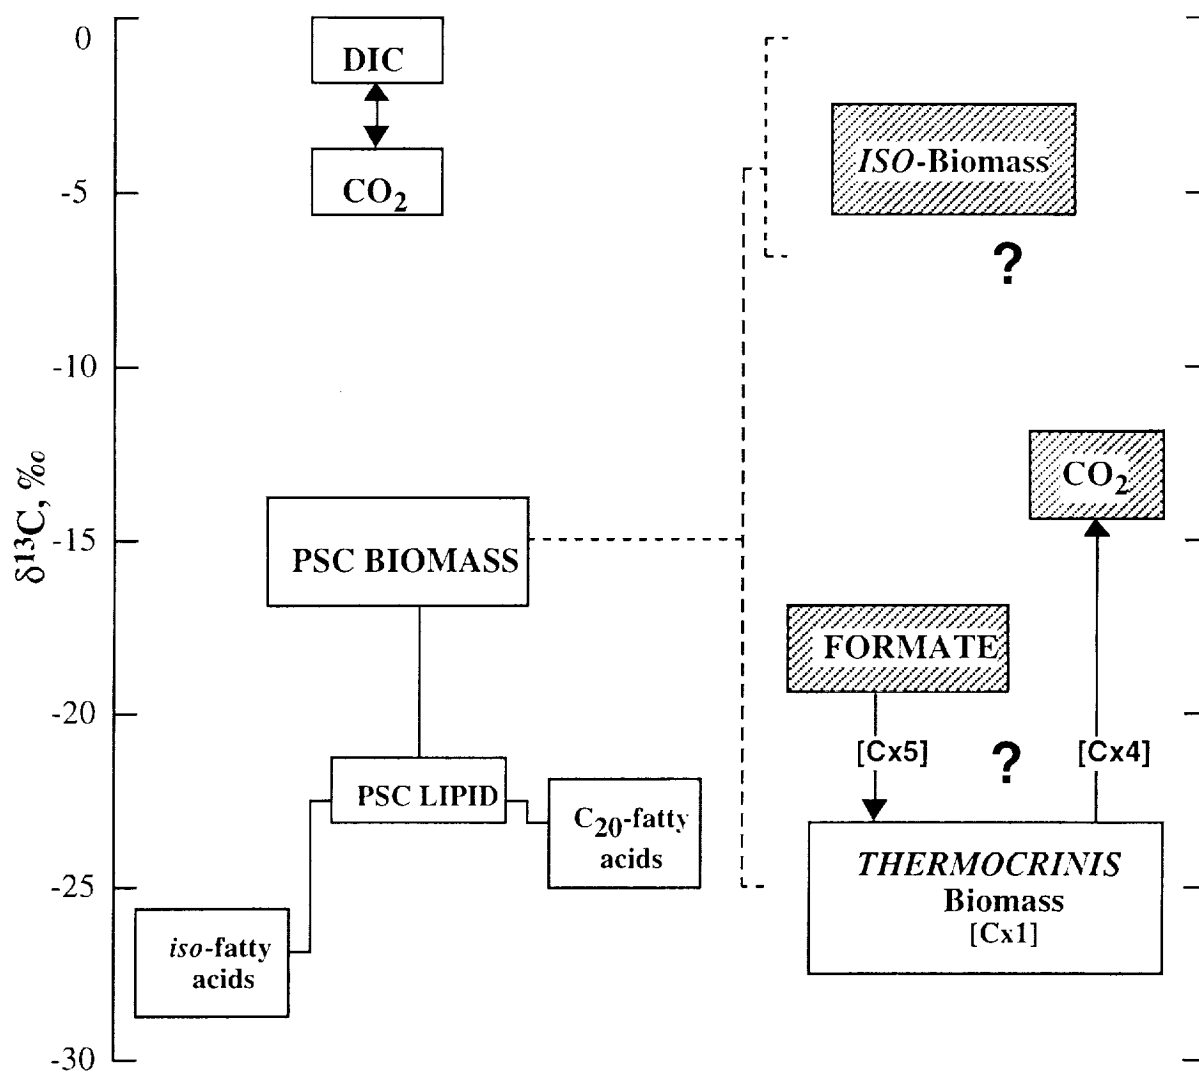 0
-5
-10
-15
-20
-25
-30
δ13C, ‰
DIC
CO2
PSC BIOMASS
PSC LIPID
C20-fatty
acids
iso-fatty
acids
ISO-Biomass
?
CO2
FORMATE
[Cx5]
?
[Cx4]
THERMOCRINIS
Biomass
[Cx1]